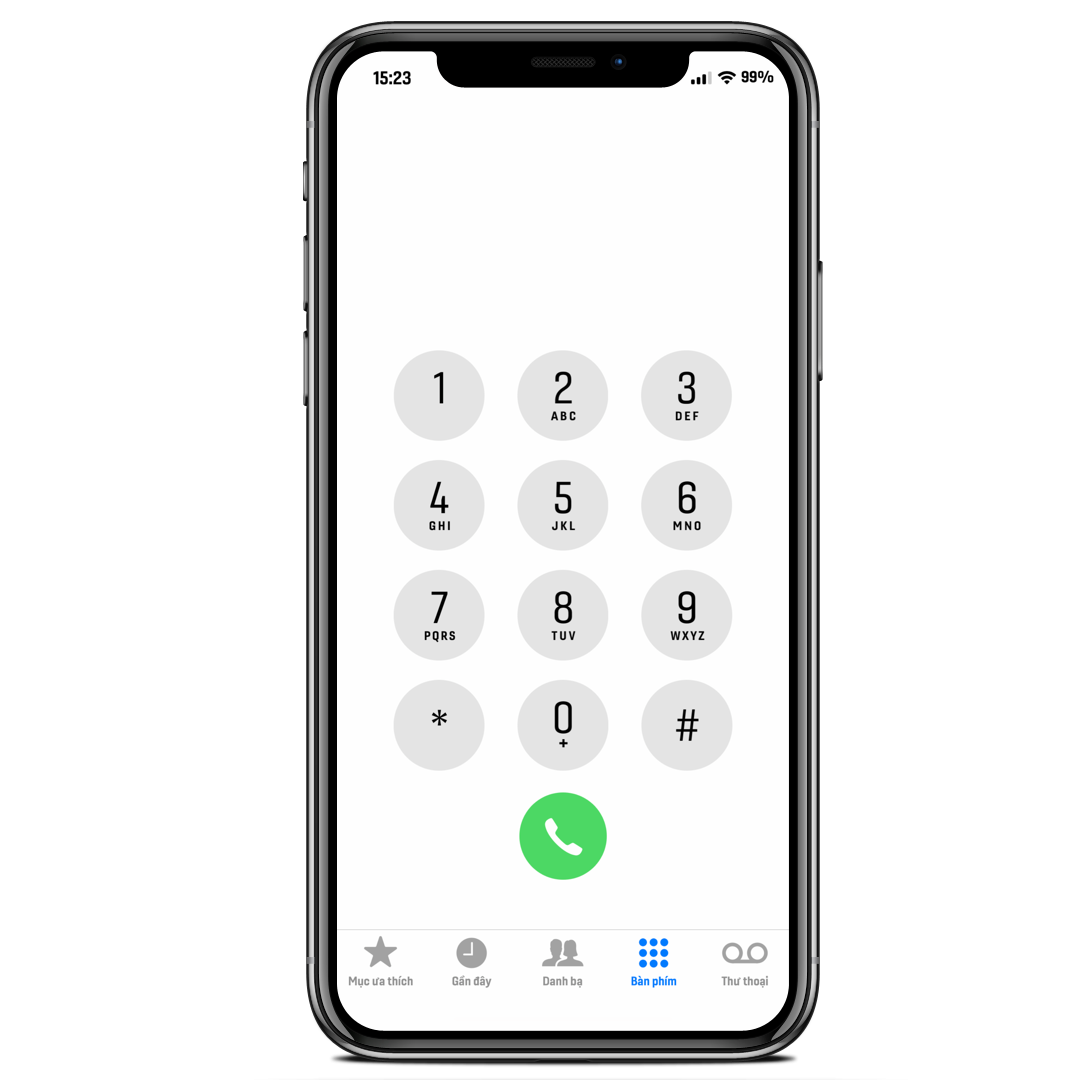 15:23 99%
1 2 3
ABC DEF
4 5 6
GHI JKL MNO
7 8 9
PQRS TUV WXYZ
* 0 #
+
Mục ưa thích Gần đây Danh bạ Bàn phím Thư thoại